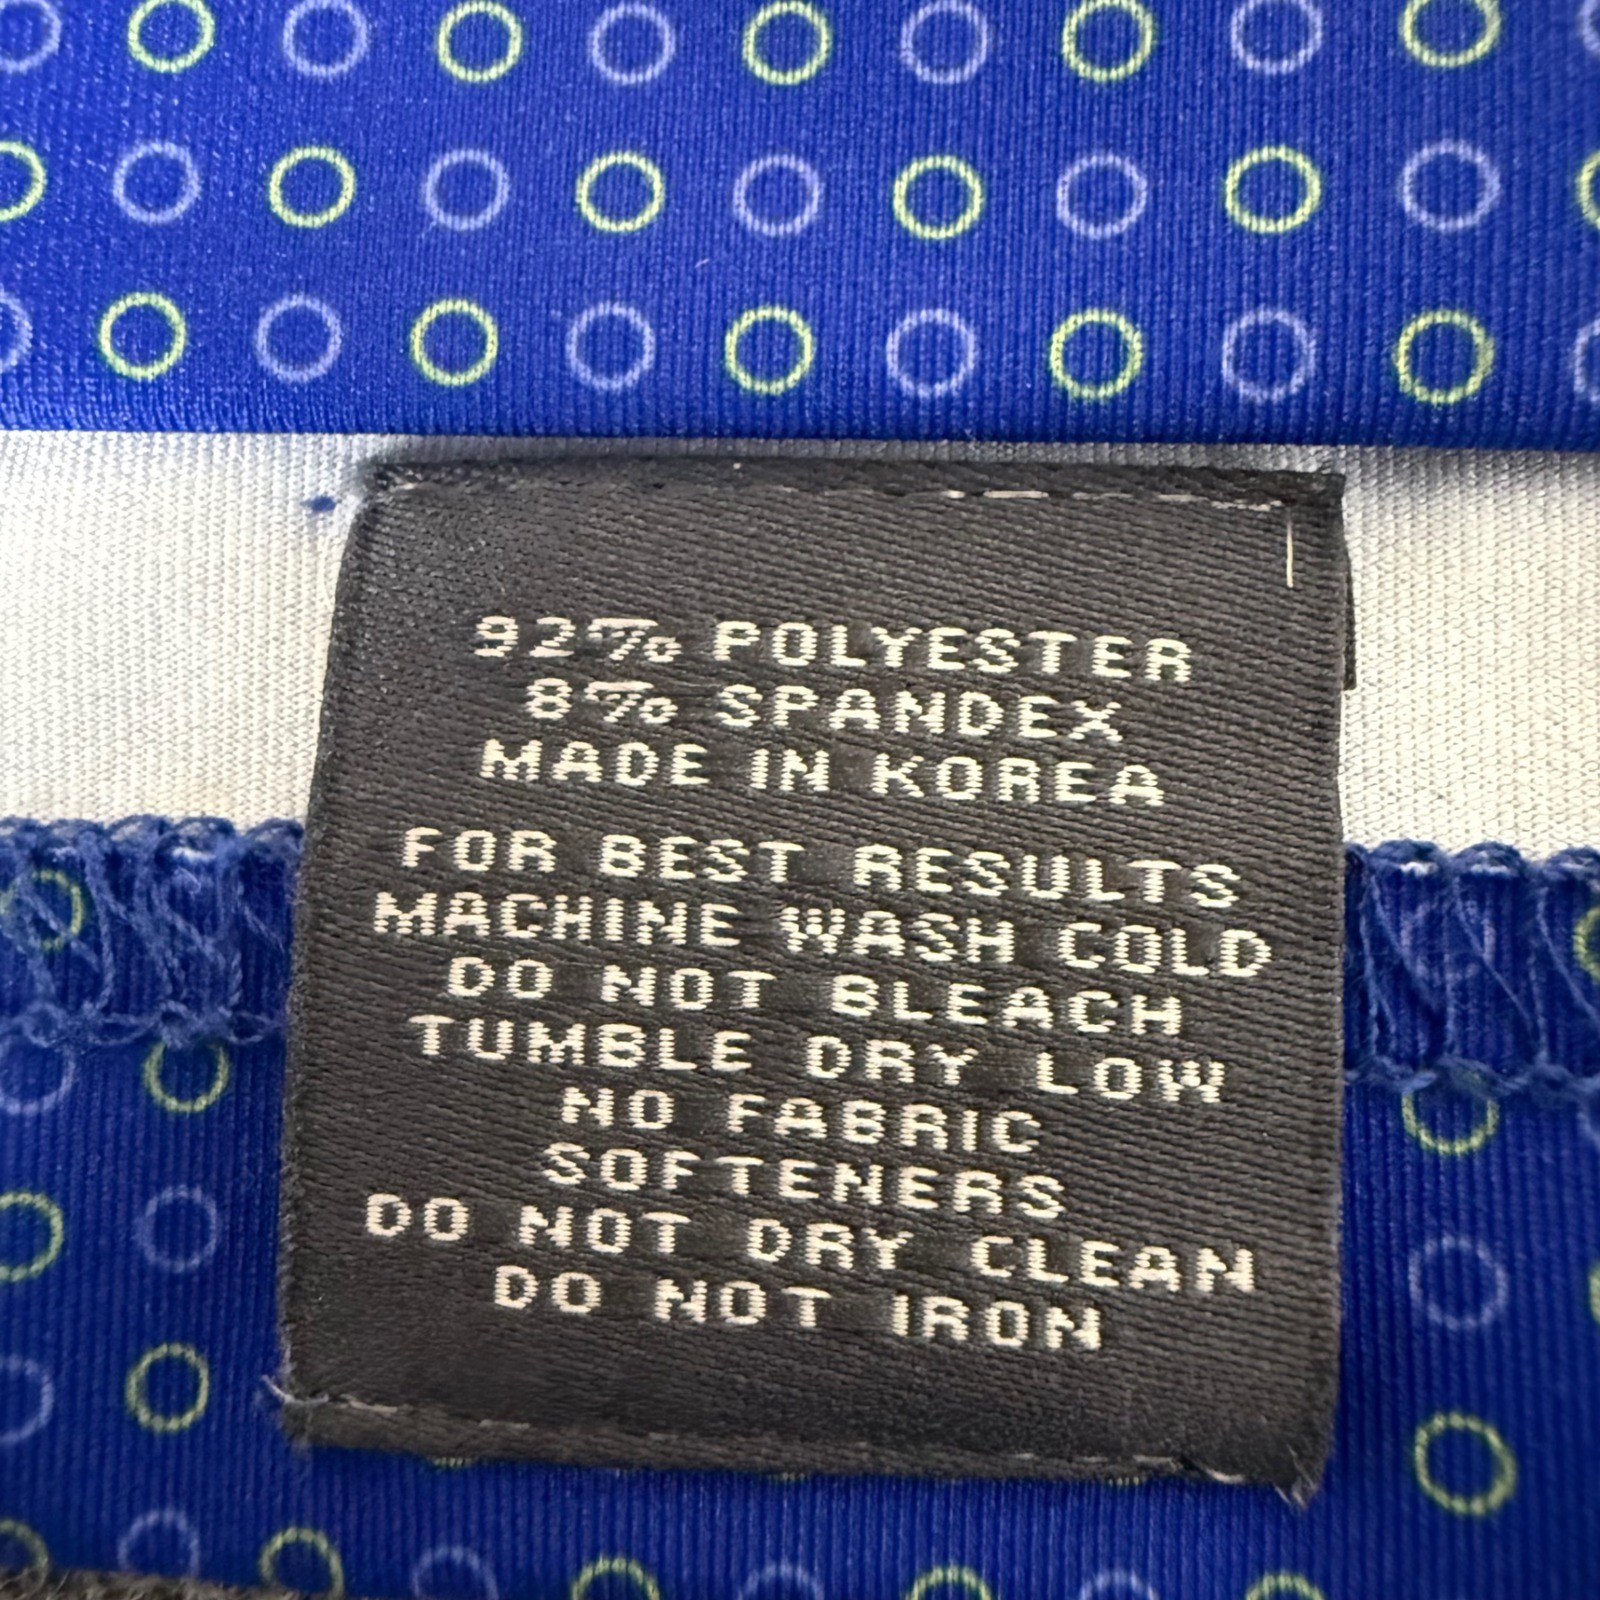 92% POLYESTER
8% SPANDEX
MADE IN KOREA
FOR BEST RESULTS
MACHINE WASH COLD
DO NOT BLEACH
TUMBLE DRY LOW
NO FABRIC
SOFTENERS
DO NOT DRY CLEAN
DO NOT IRON